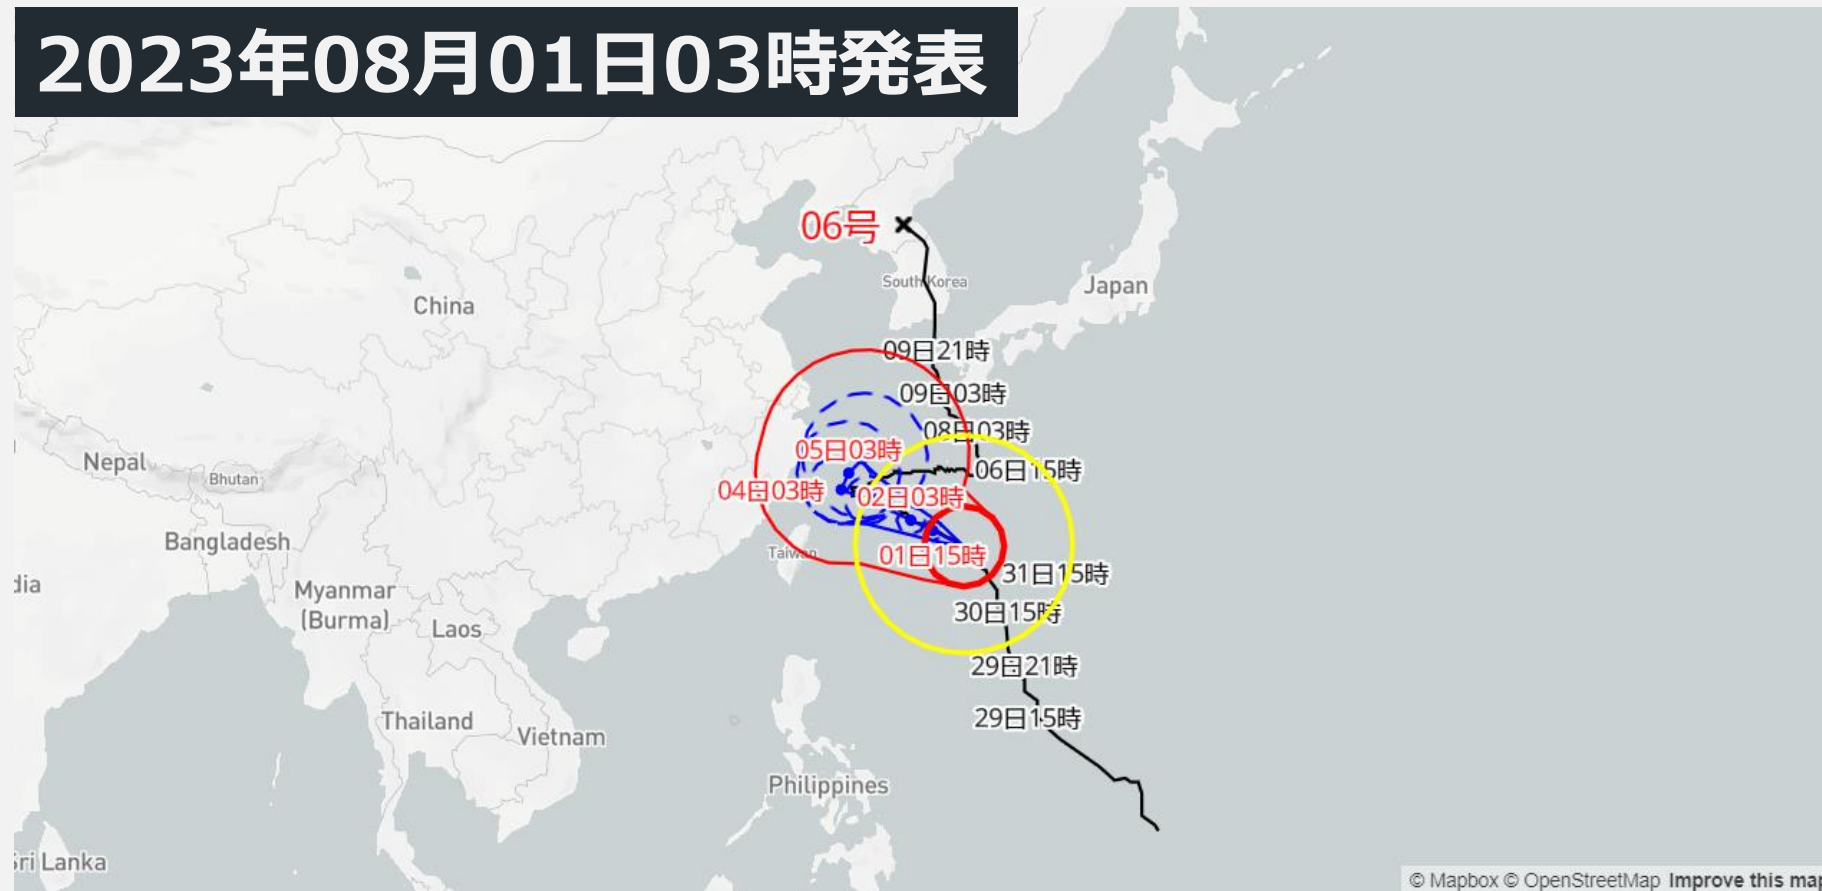 2023年08月01日03時発表
06号
South Korea
Japan
China
09日21時
09日03時
08日03時
05日03時
06日15時
04日03時
02日03時
Nepal
Bhutan
Bangladesh
Taiwan
01日15時
31日15時
dia
Myanmar
(Burma)
Laos
30日15時
29日21時
Thailand
29日15時
Vietnam
Philippines
Sri Lanka
© Mapbox © OpenStreetMap Improve this map